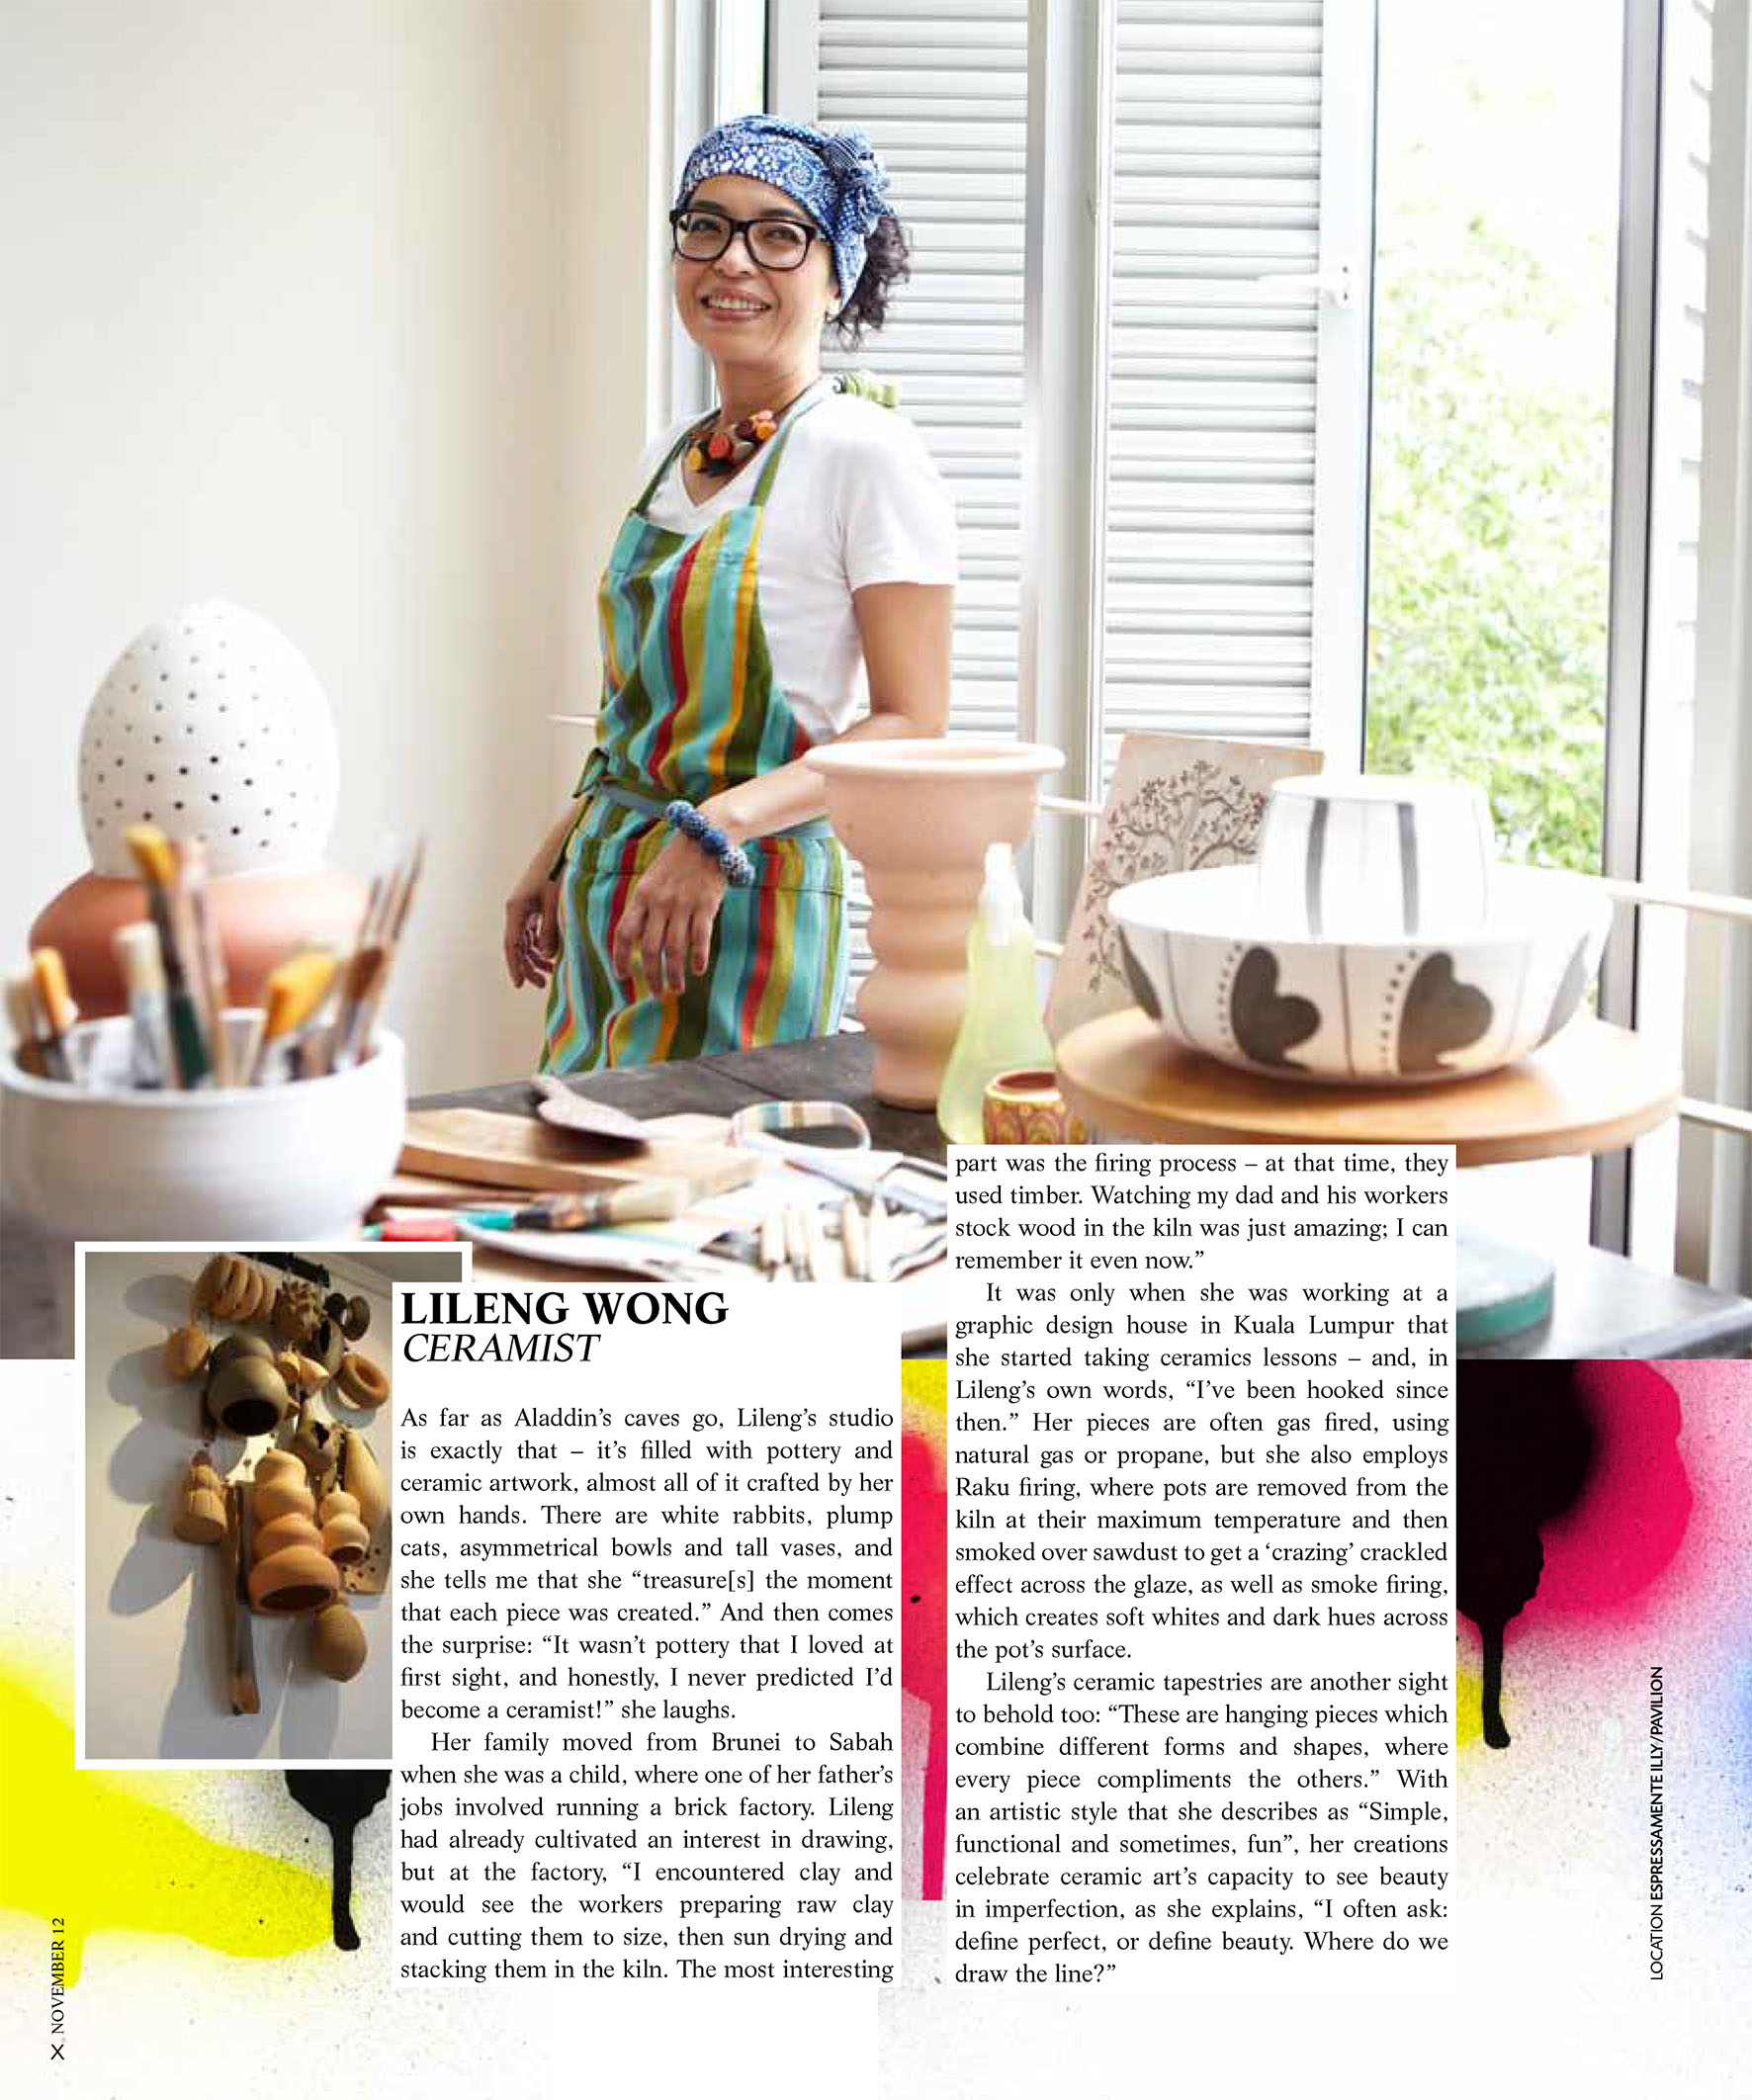 LILENG WONG
CERAMIST
As far as Aladdin’s caves go, Lileng’s studio
is exactly that – it’s filled with pottery and
ceramic artwork, almost all of it crafted by her
own hands. There are white rabbits, plump
cats, asymmetrical bowls and tall vases, and
she tells me that she “treasure[s] the moment
that each piece was created.” And then comes
the surprise: “It wasn’t pottery that I loved at
first sight, and honestly, I never predicted I’d
become a ceramist!” she laughs.
Her family moved from Brunei to Sabah
when she was a child, where one of her father’s
jobs involved running a brick factory. Lileng
had already cultivated an interest in drawing,
but at the factory, “I encountered clay and
would see the workers preparing raw clay
and cutting them to size, then sun drying and
stacking them in the kiln. The most interesting
part was the firing process – at that time, they
used timber. Watching my dad and his workers
stock wood in the kiln was just amazing; I can
remember it even now.”
It was only when she was working at a
graphic design house in Kuala Lumpur that
she started taking ceramics lessons – and, in
Lileng’s own words, “I’ve been hooked since
then.” Her pieces are often gas fired, using
natural gas or propane, but she also employs
Raku firing, where pots are removed from the
kiln at their maximum temperature and then
smoked over sawdust to get a ‘crazing’ crackled
effect across the glaze, as well as smoke firing,
which creates soft whites and dark hues across
the pot’s surface.
Lileng’s ceramic tapestries are another sight
to behold too: “These are hanging pieces which
combine different forms and shapes, where
every piece compliments the others.” With
an artistic style that she describes as “Simple,
functional and sometimes, fun”, her creations
celebrate ceramic art’s capacity to see beauty
in imperfection, as she explains, “I often ask:
define perfect, or define beauty. Where do we
draw the line?”
LOCATION ESPRESSAMENTE ILLY/PAVILION
X NOVEMBER 12